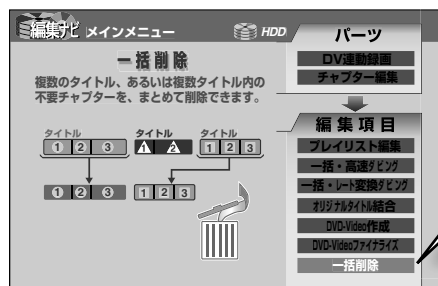 編集ナビ メインメニュー
HDD
一括削除
複数のタイトル、あるいは複数タイトル内の
不要チャプターを、まとめて削除できます。
タイトル タイトル タイトル
1 2 3 1 2 1 2 3
1 2 3 1 2 3
パーツ
DV連動録画
チャプター編集
編集項目
プレイリスト編集
一括・高速ダビング
一括・レート変換ダビング
オリジナルタイトル結合
DVD-Video作成
DVD-Videoファイナライズ
一括削除